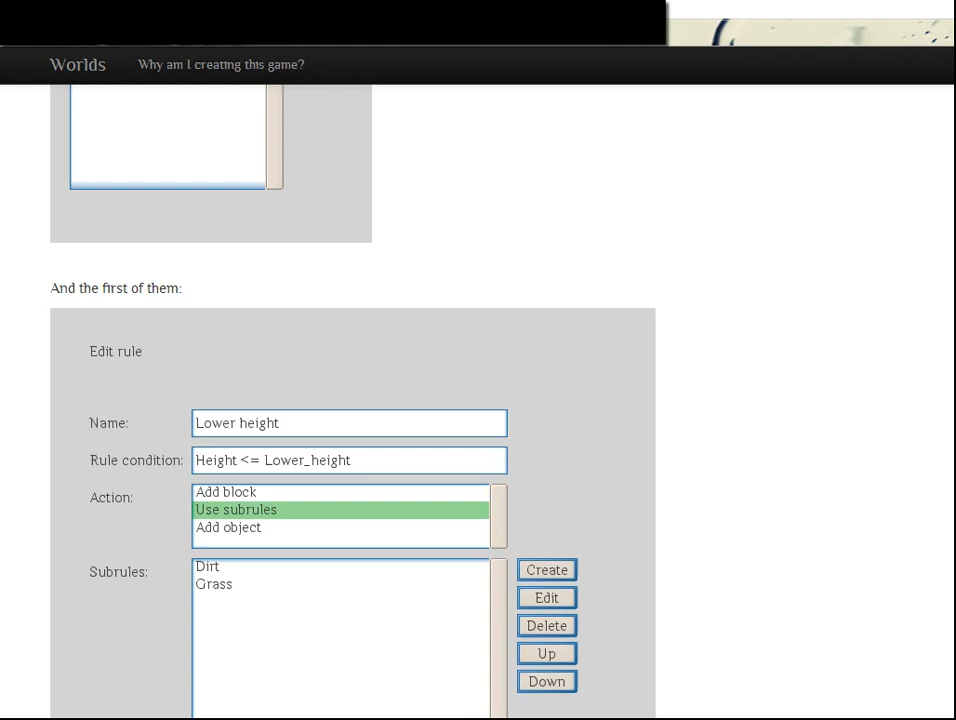 Worlds Why am I creating this game?
And the first of them:
Edit rule
Name: Lower height
Rule condition: Height <= Lower_height
Action: Add block
Use subrules
Add object
Subrules: Dirt
Grass
Create
Edit
Delete
Up
Down